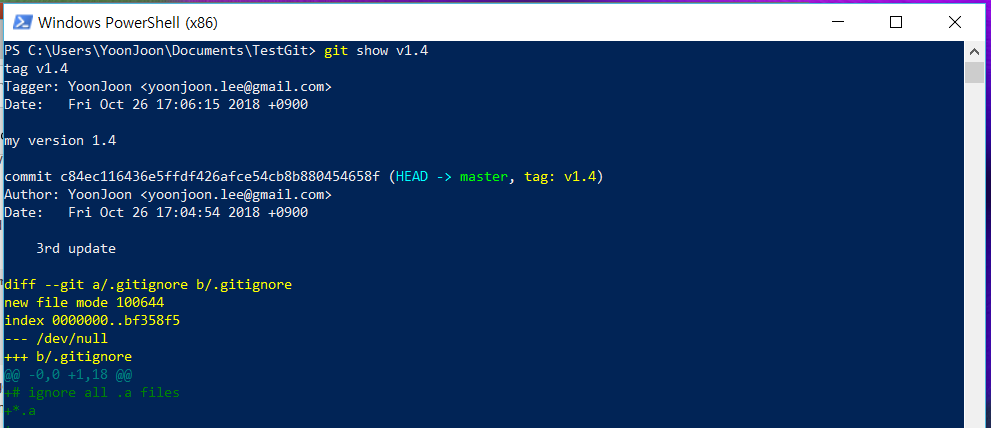 Windows PowerShell (x86)
PS C:\Users\YoonJoon\Documents\TestGit> git show v1.4
tag v1.4
Tagger: YoonJoon <yoonjoon.lee@gmail.com>
Date:   Fri Oct 26 17:06:15 2018 +0900

my version 1.4

commit c84ec116436e5ffdf426afce54cb8b880454658f (HEAD -> master, tag: v1.4)
Author: YoonJoon <yoonjoon.lee@gmail.com>
Date:   Fri Oct 26 17:04:54 2018 +0900

    3rd update

diff --git a/.gitignore b/.gitignore
new file mode 100644
index 0000000..bf358f5
--- /dev/null
+++ b/.gitignore
@@ -0,0 +1,18 @@
+# ignore all .a files
+*.a